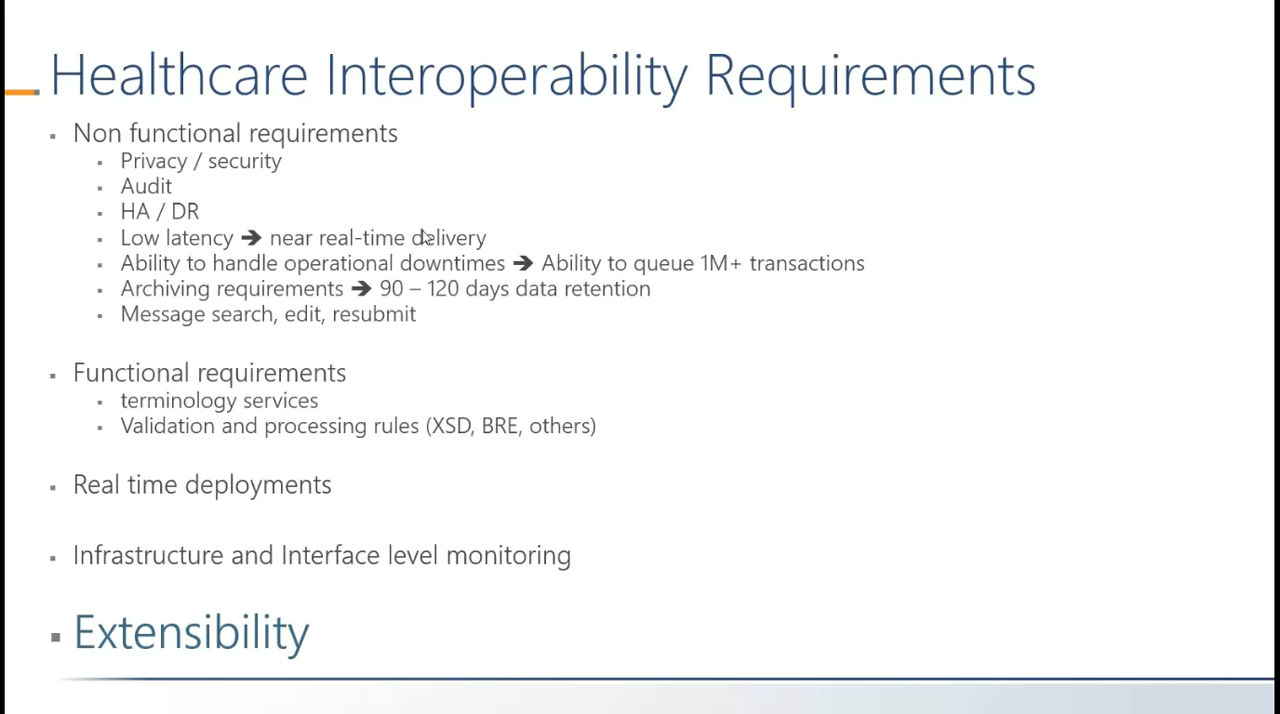 Healthcare Interoperability Requirements
▪ Non functional requirements
▪ Privacy / security
▪ Audit
▪ HA / DR
▪ Low latency ➔ near real-time delivery
▪ Ability to handle operational downtimes ➔ Ability to queue 1M+ transactions
▪ Archiving requirements ➔ 90 – 120 days data retention
▪ Message search, edit, resubmit
▪ Functional requirements
▪ terminology services
▪ Validation and processing rules (XSD, BRE, others)
▪ Real time deployments
▪ Infrastructure and Interface level monitoring
▪ Extensibility